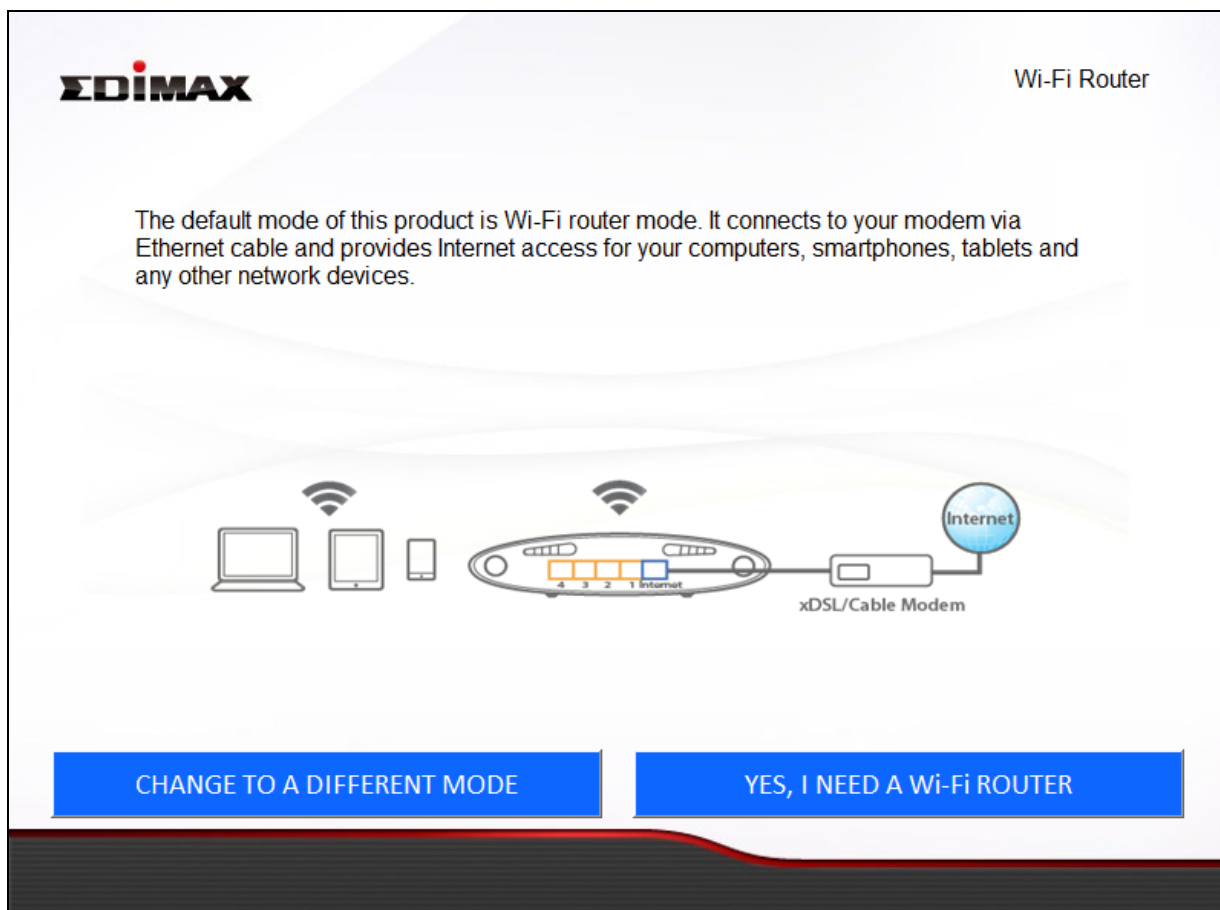 EDIMAX
Wi-Fi Router
The default mode of this product is Wi-Fi router mode. It connects to your modem via
Ethernet cable and provides Internet access for your computers, smartphones, tablets and
any other network devices.
Internet
4 3 2 1 Internet
xDSL/Cable Modem
CHANGE TO A DIFFERENT MODE
YES, I NEED A Wi-Fi ROUTER